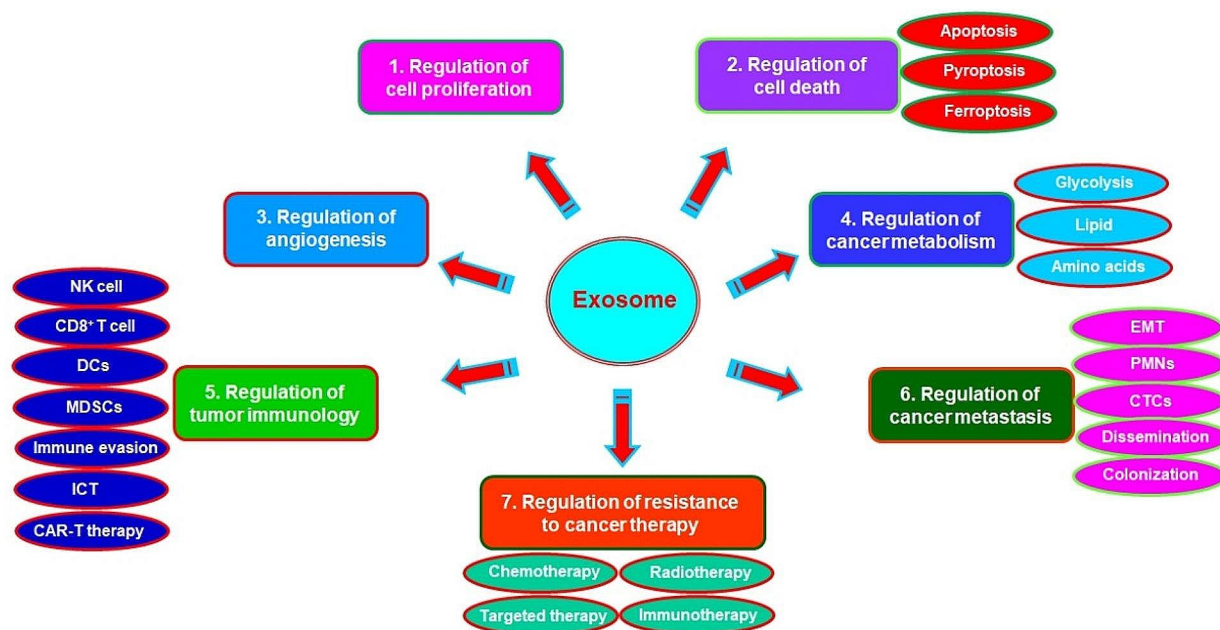 1. Regulation of
cell proliferation
2. Regulation of
cell death
Apoptosis
Pyroptosis
Ferroptosis
3. Regulation of
angiogenesis
4. Regulation of
cancer metabolism
Glycolysis
Lipid
Amino acids
Exosome
NK cell
CD8⁺ T cell
DCs
MDSCs
Immune evasion
ICT
CAR-T therapy
5. Regulation of
tumor immunology
6. Regulation of
cancer metastasis
EMT
PMNs
CTCs
Dissemination
Colonization
7. Regulation of resistance
to cancer therapy
Chemotherapy
Radiotherapy
Targeted therapy
Immunotherapy